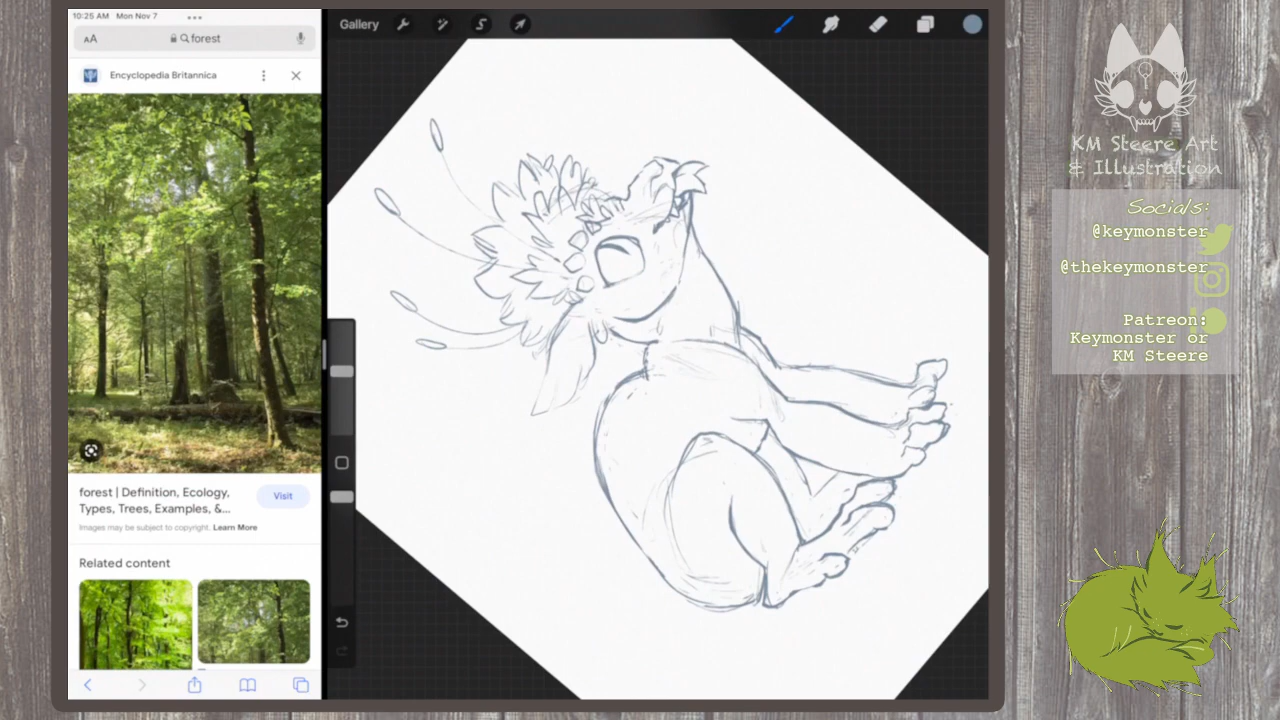 10:25 AM Mon Nov 7
AA
forest
Encyclopedia Britannica
forest | Definition, Ecology,
Types, Trees, Examples, &...
Visit
Images may be subject to copyright. Learn More
Related content
Gallery
KM Steere Art
& Illustration
Socials:
@keymonster
@thekeymonster
Patreon:
Keymonster or
KM Steere